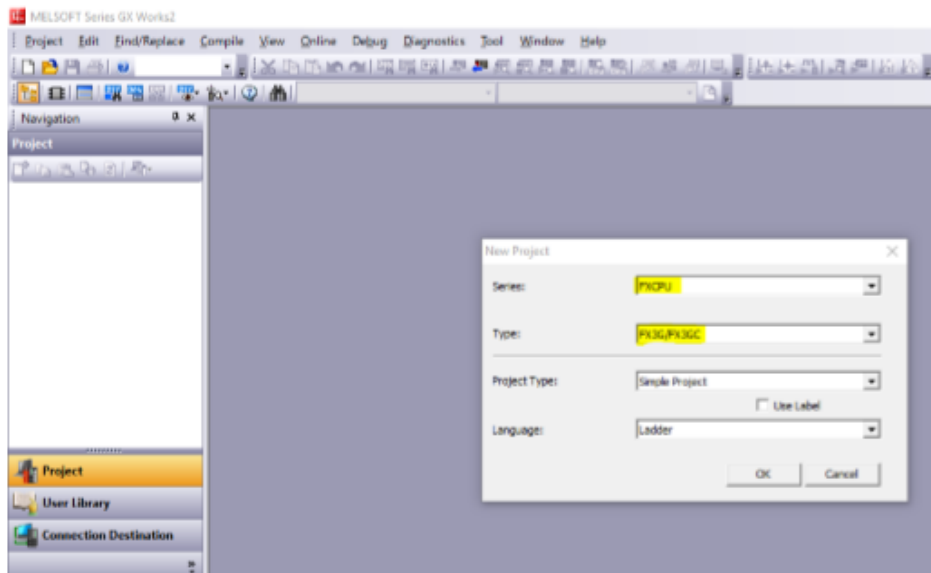 MELSOFT Series GX Works2
Project Edit Find/Replace Compile View Online Debug Diagnostics Tool Window Help
Navigation
Project
New Project
Series: FXCPU
Type: FX3G/FX3GC
Project Type: Simple Project
Use Label
Language: Ladder
OK Cancel
Project
User Library
Connection Destination